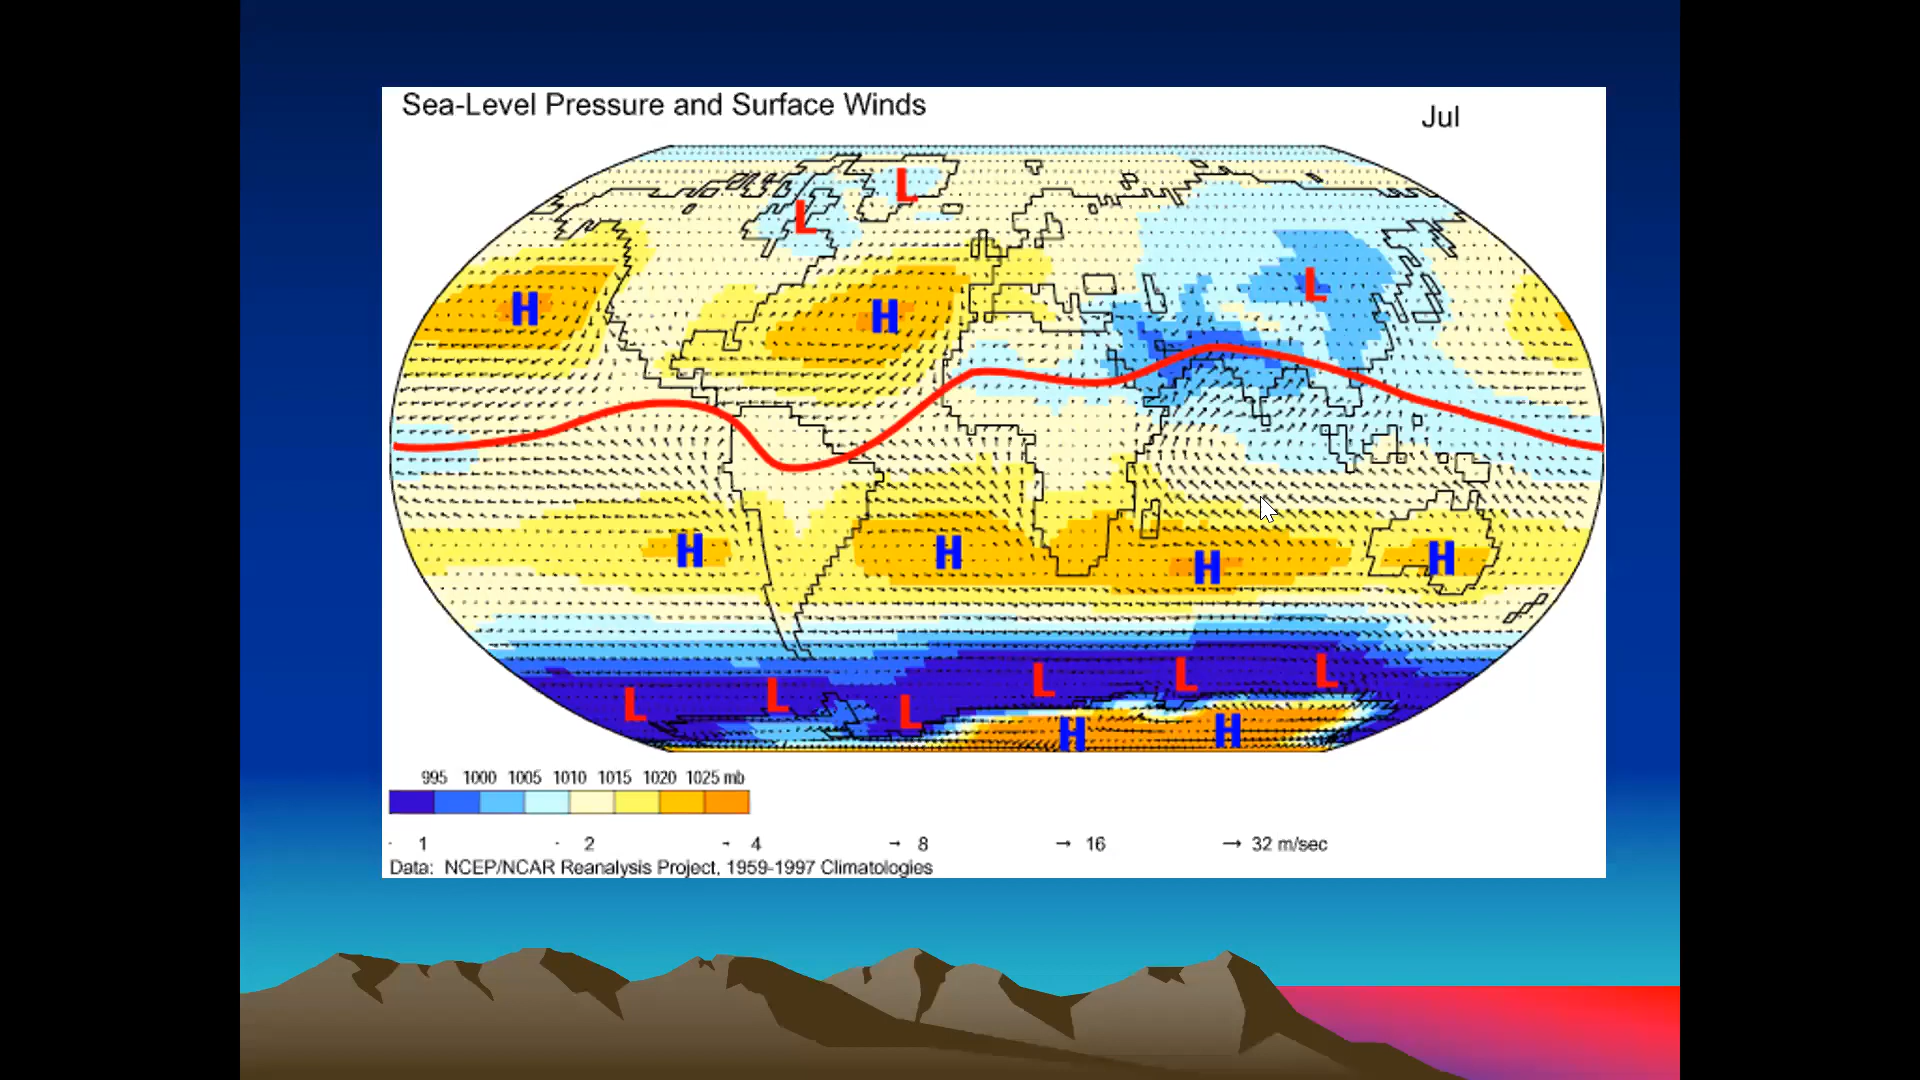 Sea-Level Pressure and Surface Winds
Jul
L
L
L
H
H
H
H
H
H
L
L
L
L
L
L
H
H
995 1000 1005 1010 1015 1020 1025 mb
1 2 4 8 16 32 m/sec
Data: NCEP/NCAR Reanalysis Project, 1959-1997 Climatologies